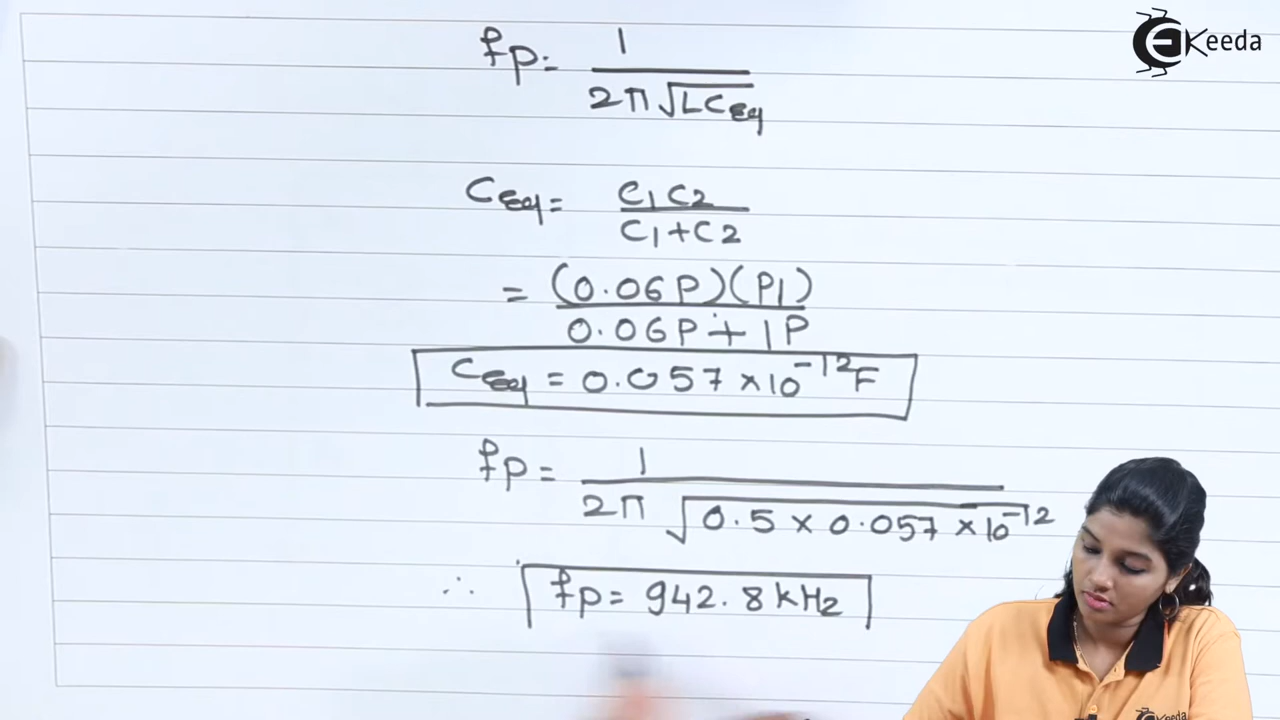 Keeda
fp = 1
2π√LCEq
CEq = C1C2
C1+C2
= (0.06P)(P1)
0.06P + 1P
CEq = 0.057 ×10⁻¹²F
fp = 1
2π √0.5 × 0.057 ×10⁻¹²
∴ fp = 942.8 kHz
Keeda